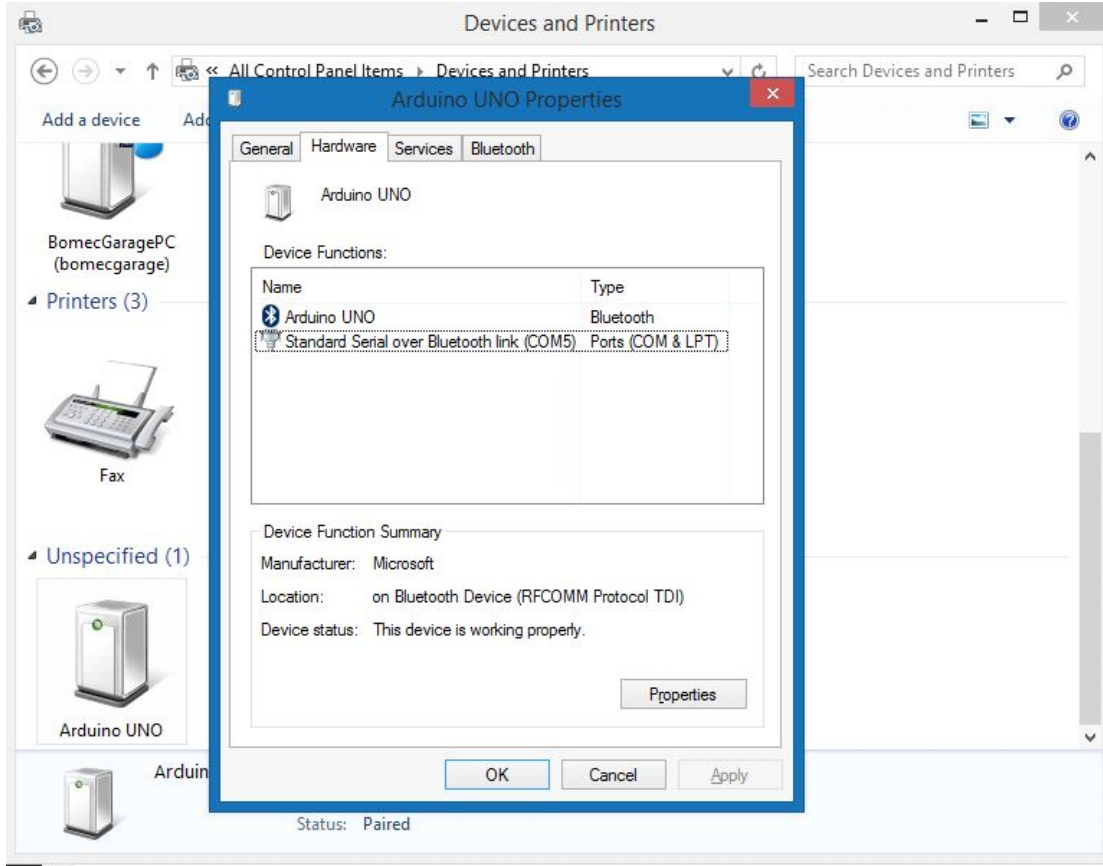 Devices and Printers
« All Control Panel Items ▸ Devices and Printers
Search Devices and Printers
Add a device
Arduino UNO Properties
General Hardware Services Bluetooth
Arduino UNO
Device Functions:
Name Type
Arduino UNO Bluetooth
Standard Serial over Bluetooth link (COM5) Ports (COM & LPT)
Device Function Summary
Manufacturer: Microsoft
Location: on Bluetooth Device (RFCOMM Protocol TDI)
Device status: This device is working properly.
Properties
OK Cancel Apply
BomecGaragePC
(bomecgarage)
Printers (3)
Fax
Unspecified (1)
Arduino UNO
Arduin
Status: Paired